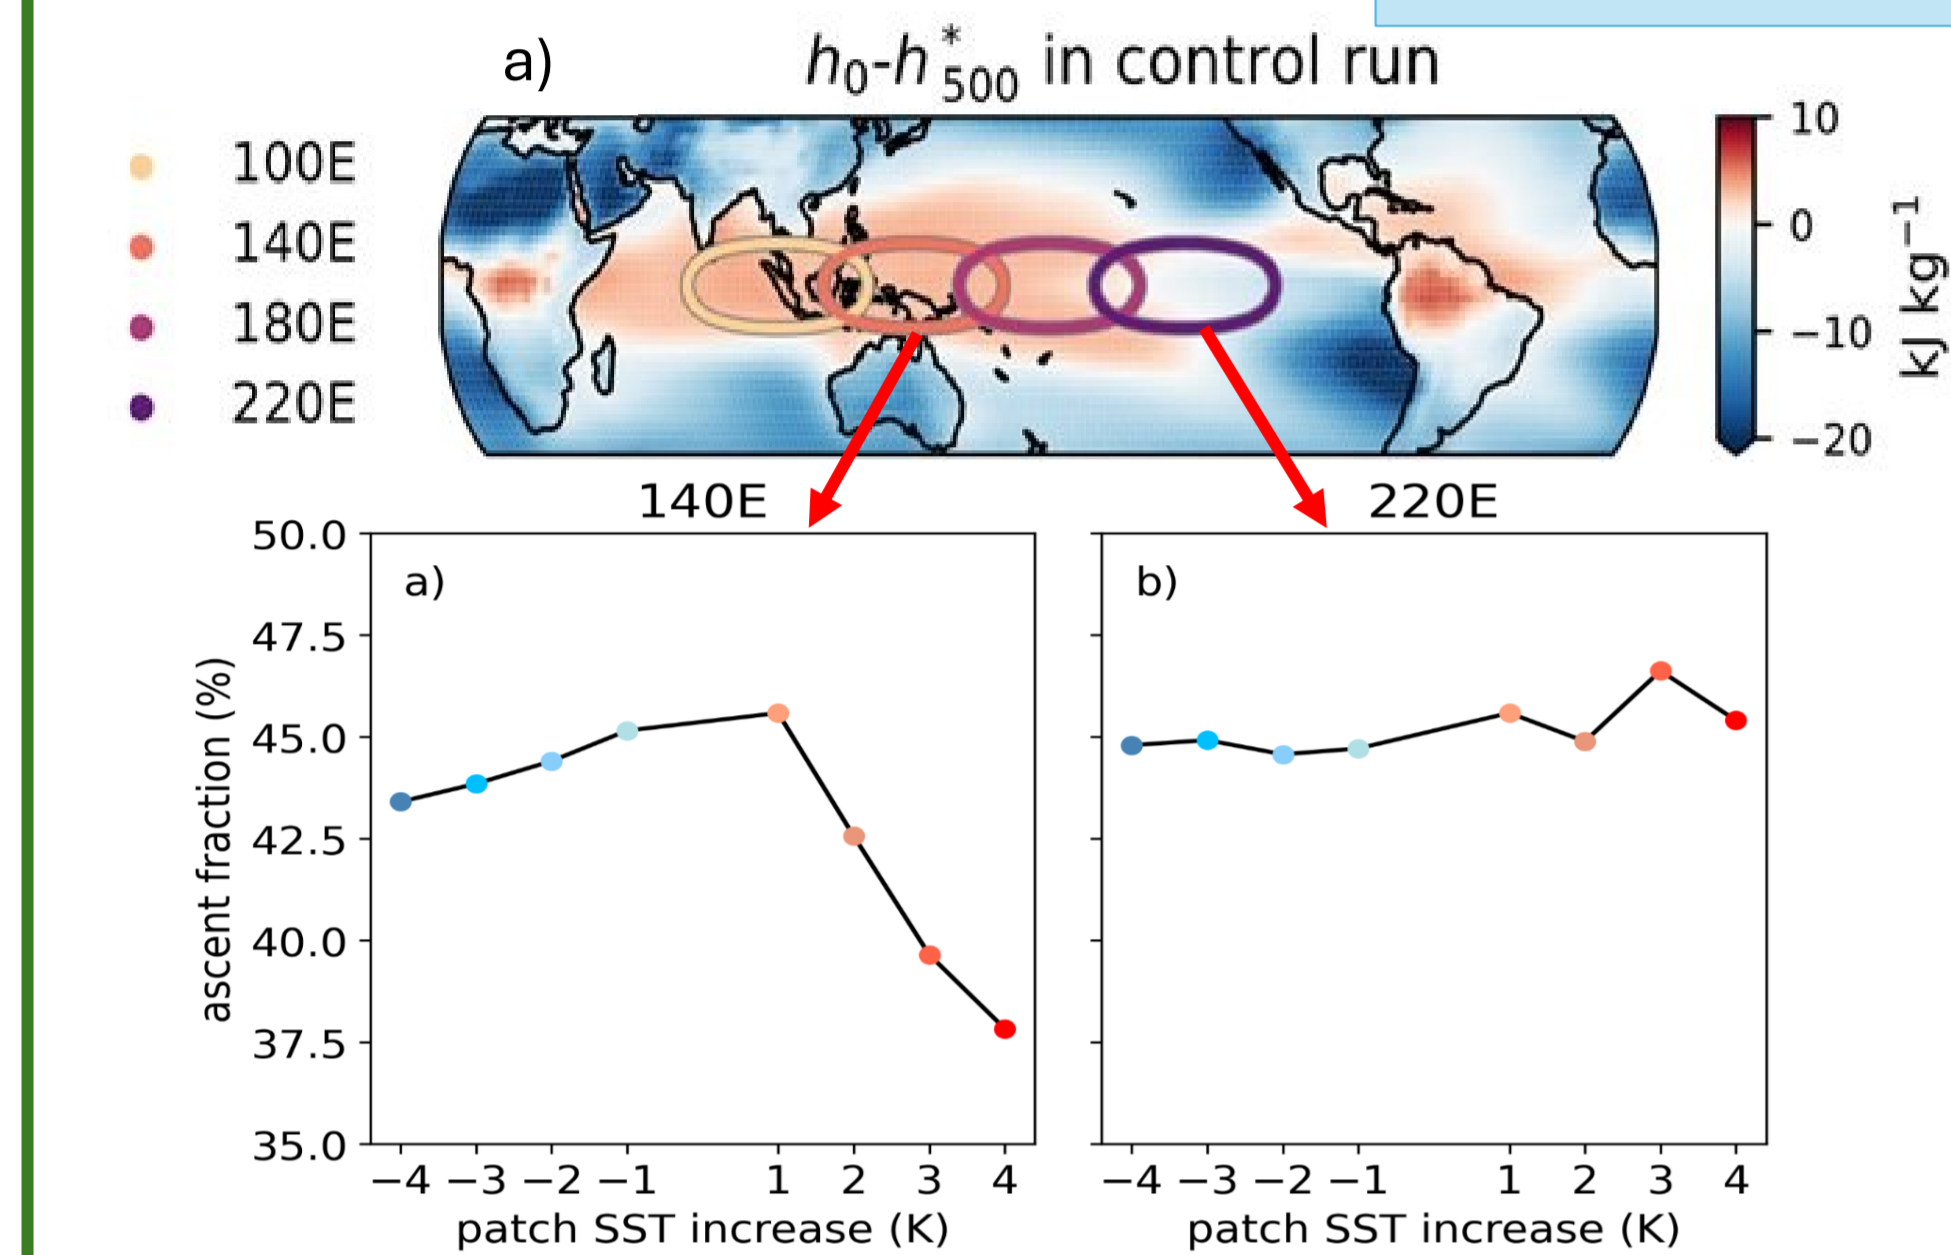 a)
h₀-h*₅₀₀ in control run
100E
140E
180E
220E
10
0
−10
−20
kJ kg⁻¹
140E
220E
a)
b)
ascent fraction (%)
50.0
47.5
45.0
42.5
40.0
37.5
35.0
−4 −3 −2 −1 1 2 3 4
−4 −3 −2 −1 1 2 3 4
patch SST increase (K)
patch SST increase (K)